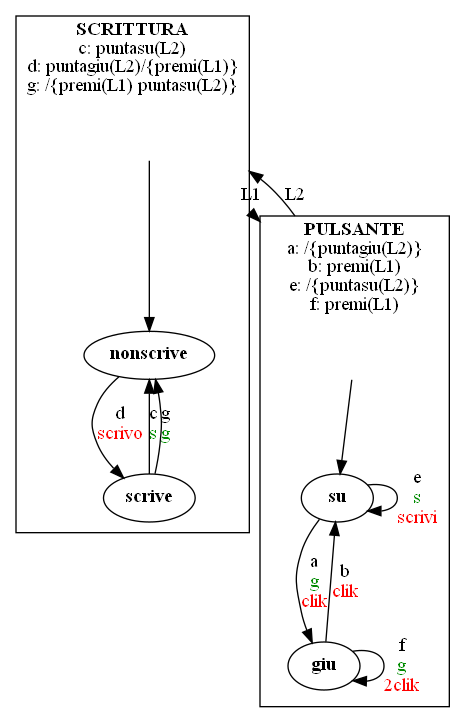 SCRITTURA
c: puntasu(L2)
d: puntagiu(L2)/{premi(L1)}
g: /{premi(L1) puntasu(L2)}
L1
L2
PULSANTE
a: /{puntagiu(L2)}
b: premi(L1)
e: /{puntasu(L2)}
f: premi(L1)
nonscrive
d
scrivo
c
s
g
g
scrive
su
e
s
scrivi
a
g
clik
b
clik
giu
f
g
2clik